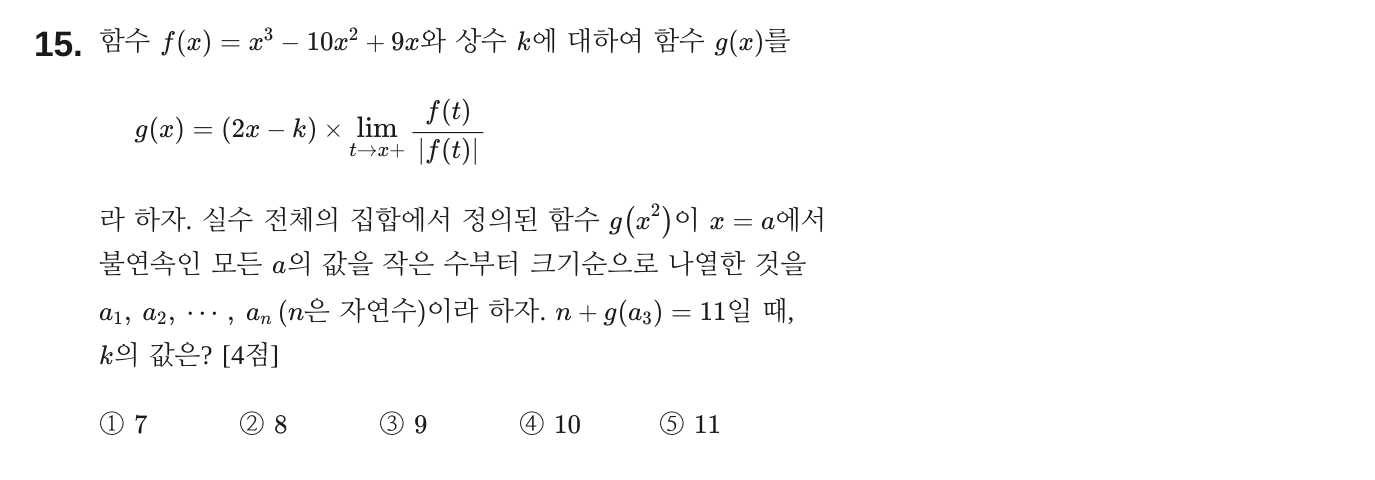 15. 함수 f(x) = x³ − 10x² + 9x와 상수 k에 대하여 함수 g(x)를
g(x) = (2x − k) × lim_{t→x+} f(t)/|f(t)|
라 하자. 실수 전체의 집합에서 정의된 함수 g(x²)이 x = a에서
불연속인 모든 a의 값을 작은 수부터 크기순으로 나열한 것을
a₁, a₂, ⋯, aₙ (n은 자연수)이라 하자. n + g(a₃) = 11일 때,
k의 값은? [4점]
① 7 ② 8 ③ 9 ④ 10 ⑤ 11